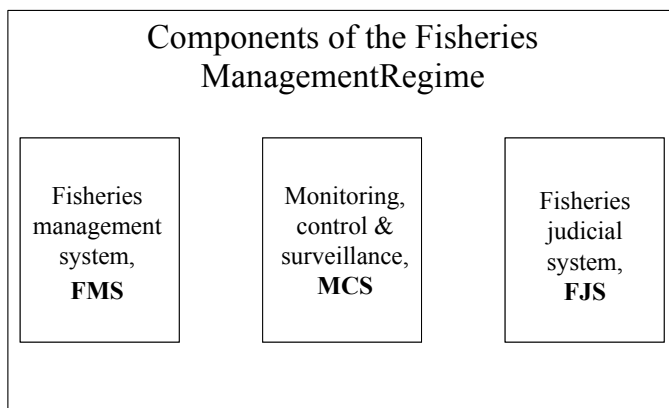 Components of the Fisheries
ManagementRegime
Fisheries
management
system,
FMS
Monitoring,
control &
surveillance,
MCS
Fisheries
judicial
system,
FJS